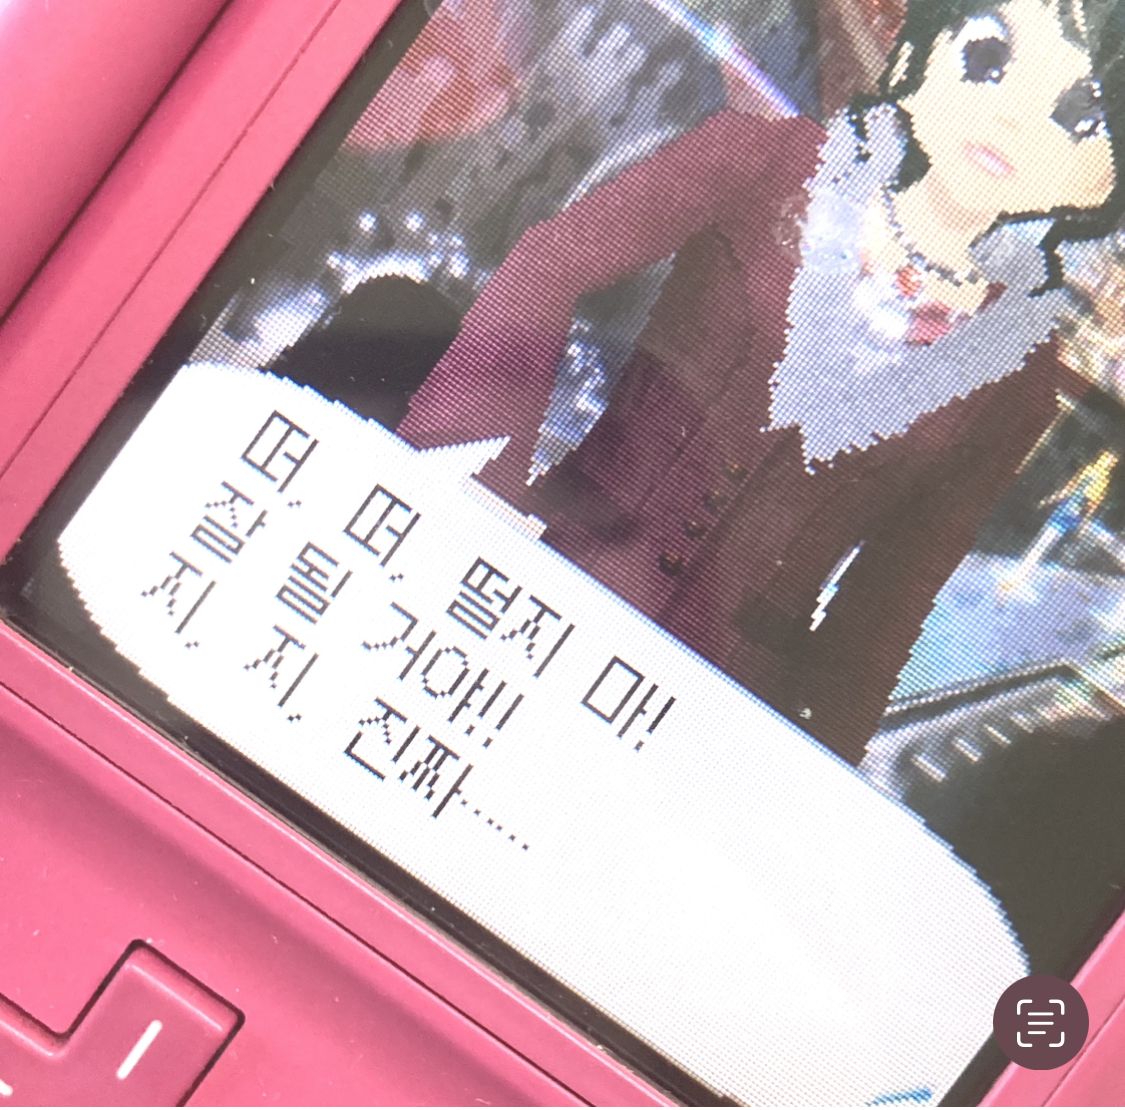 떠, 떠, 떨지 마!
잘 될 거야!!
지, 지, 진짜……